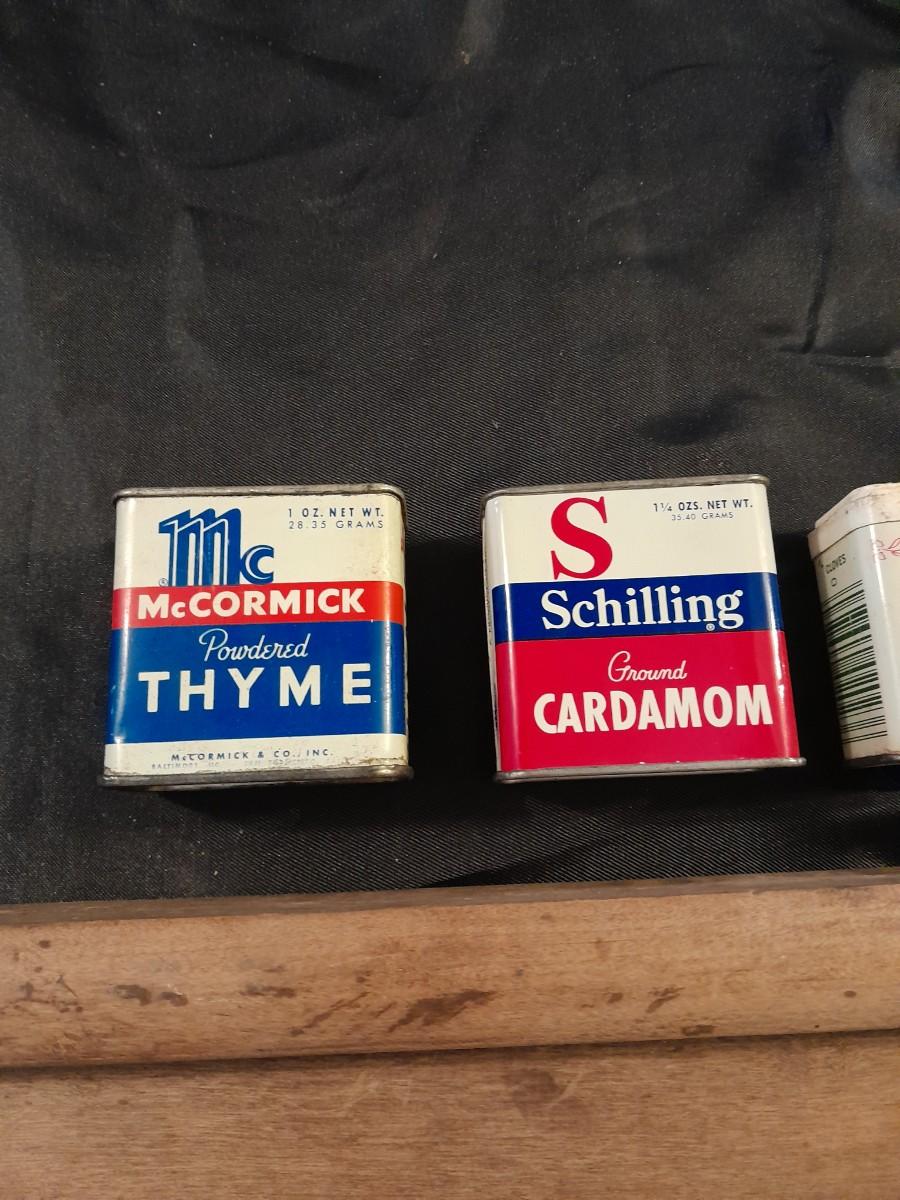 Mc
®
McCORMICK
1 OZ. NET WT.
28.35 GRAMS
Powdered
THYME
McCORMICK & CO., INC.
S
1¼ OZS. NET WT.
35.40 GRAMS
Schilling®
Ground
CARDAMOM
CLOVES